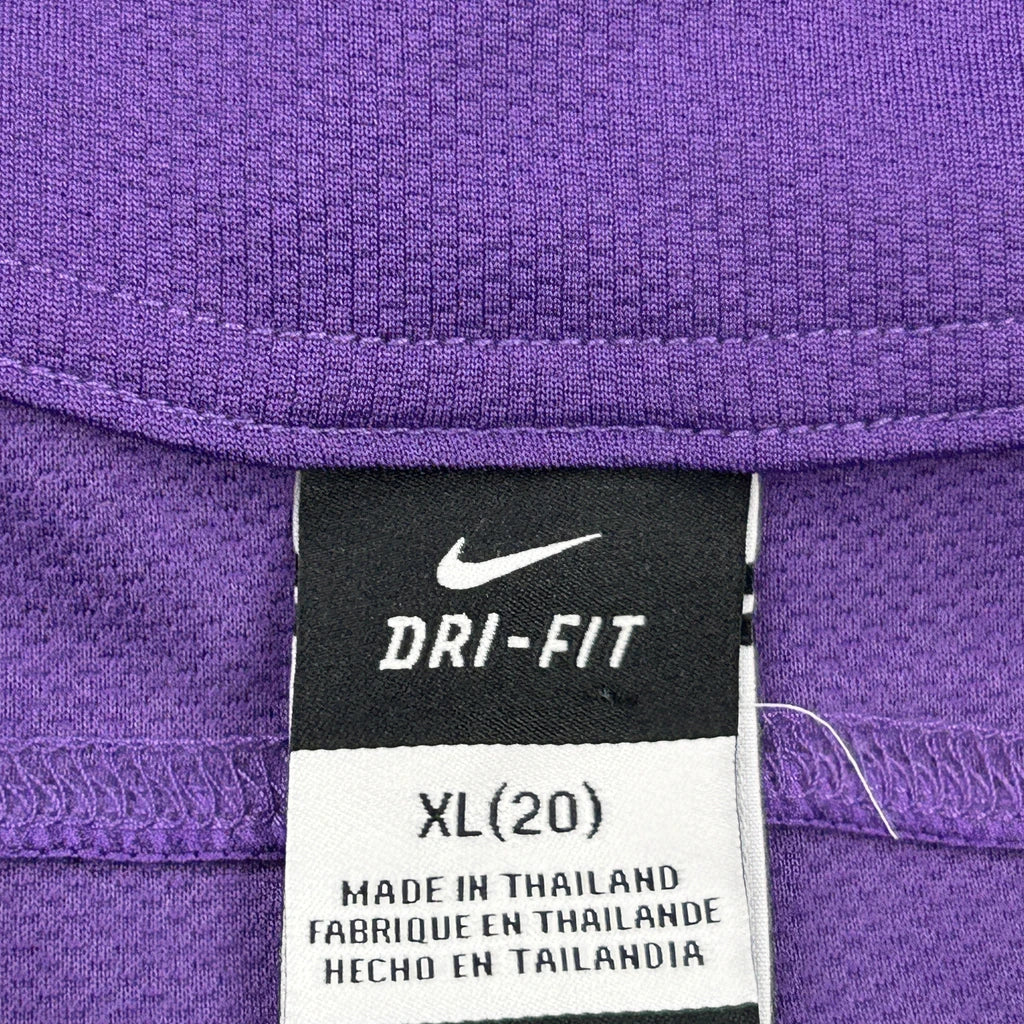 DRI-FIT
XL(20)
MADE IN THAILAND
FABRIQUE EN THAILANDE
HECHO EN TAILANDIA